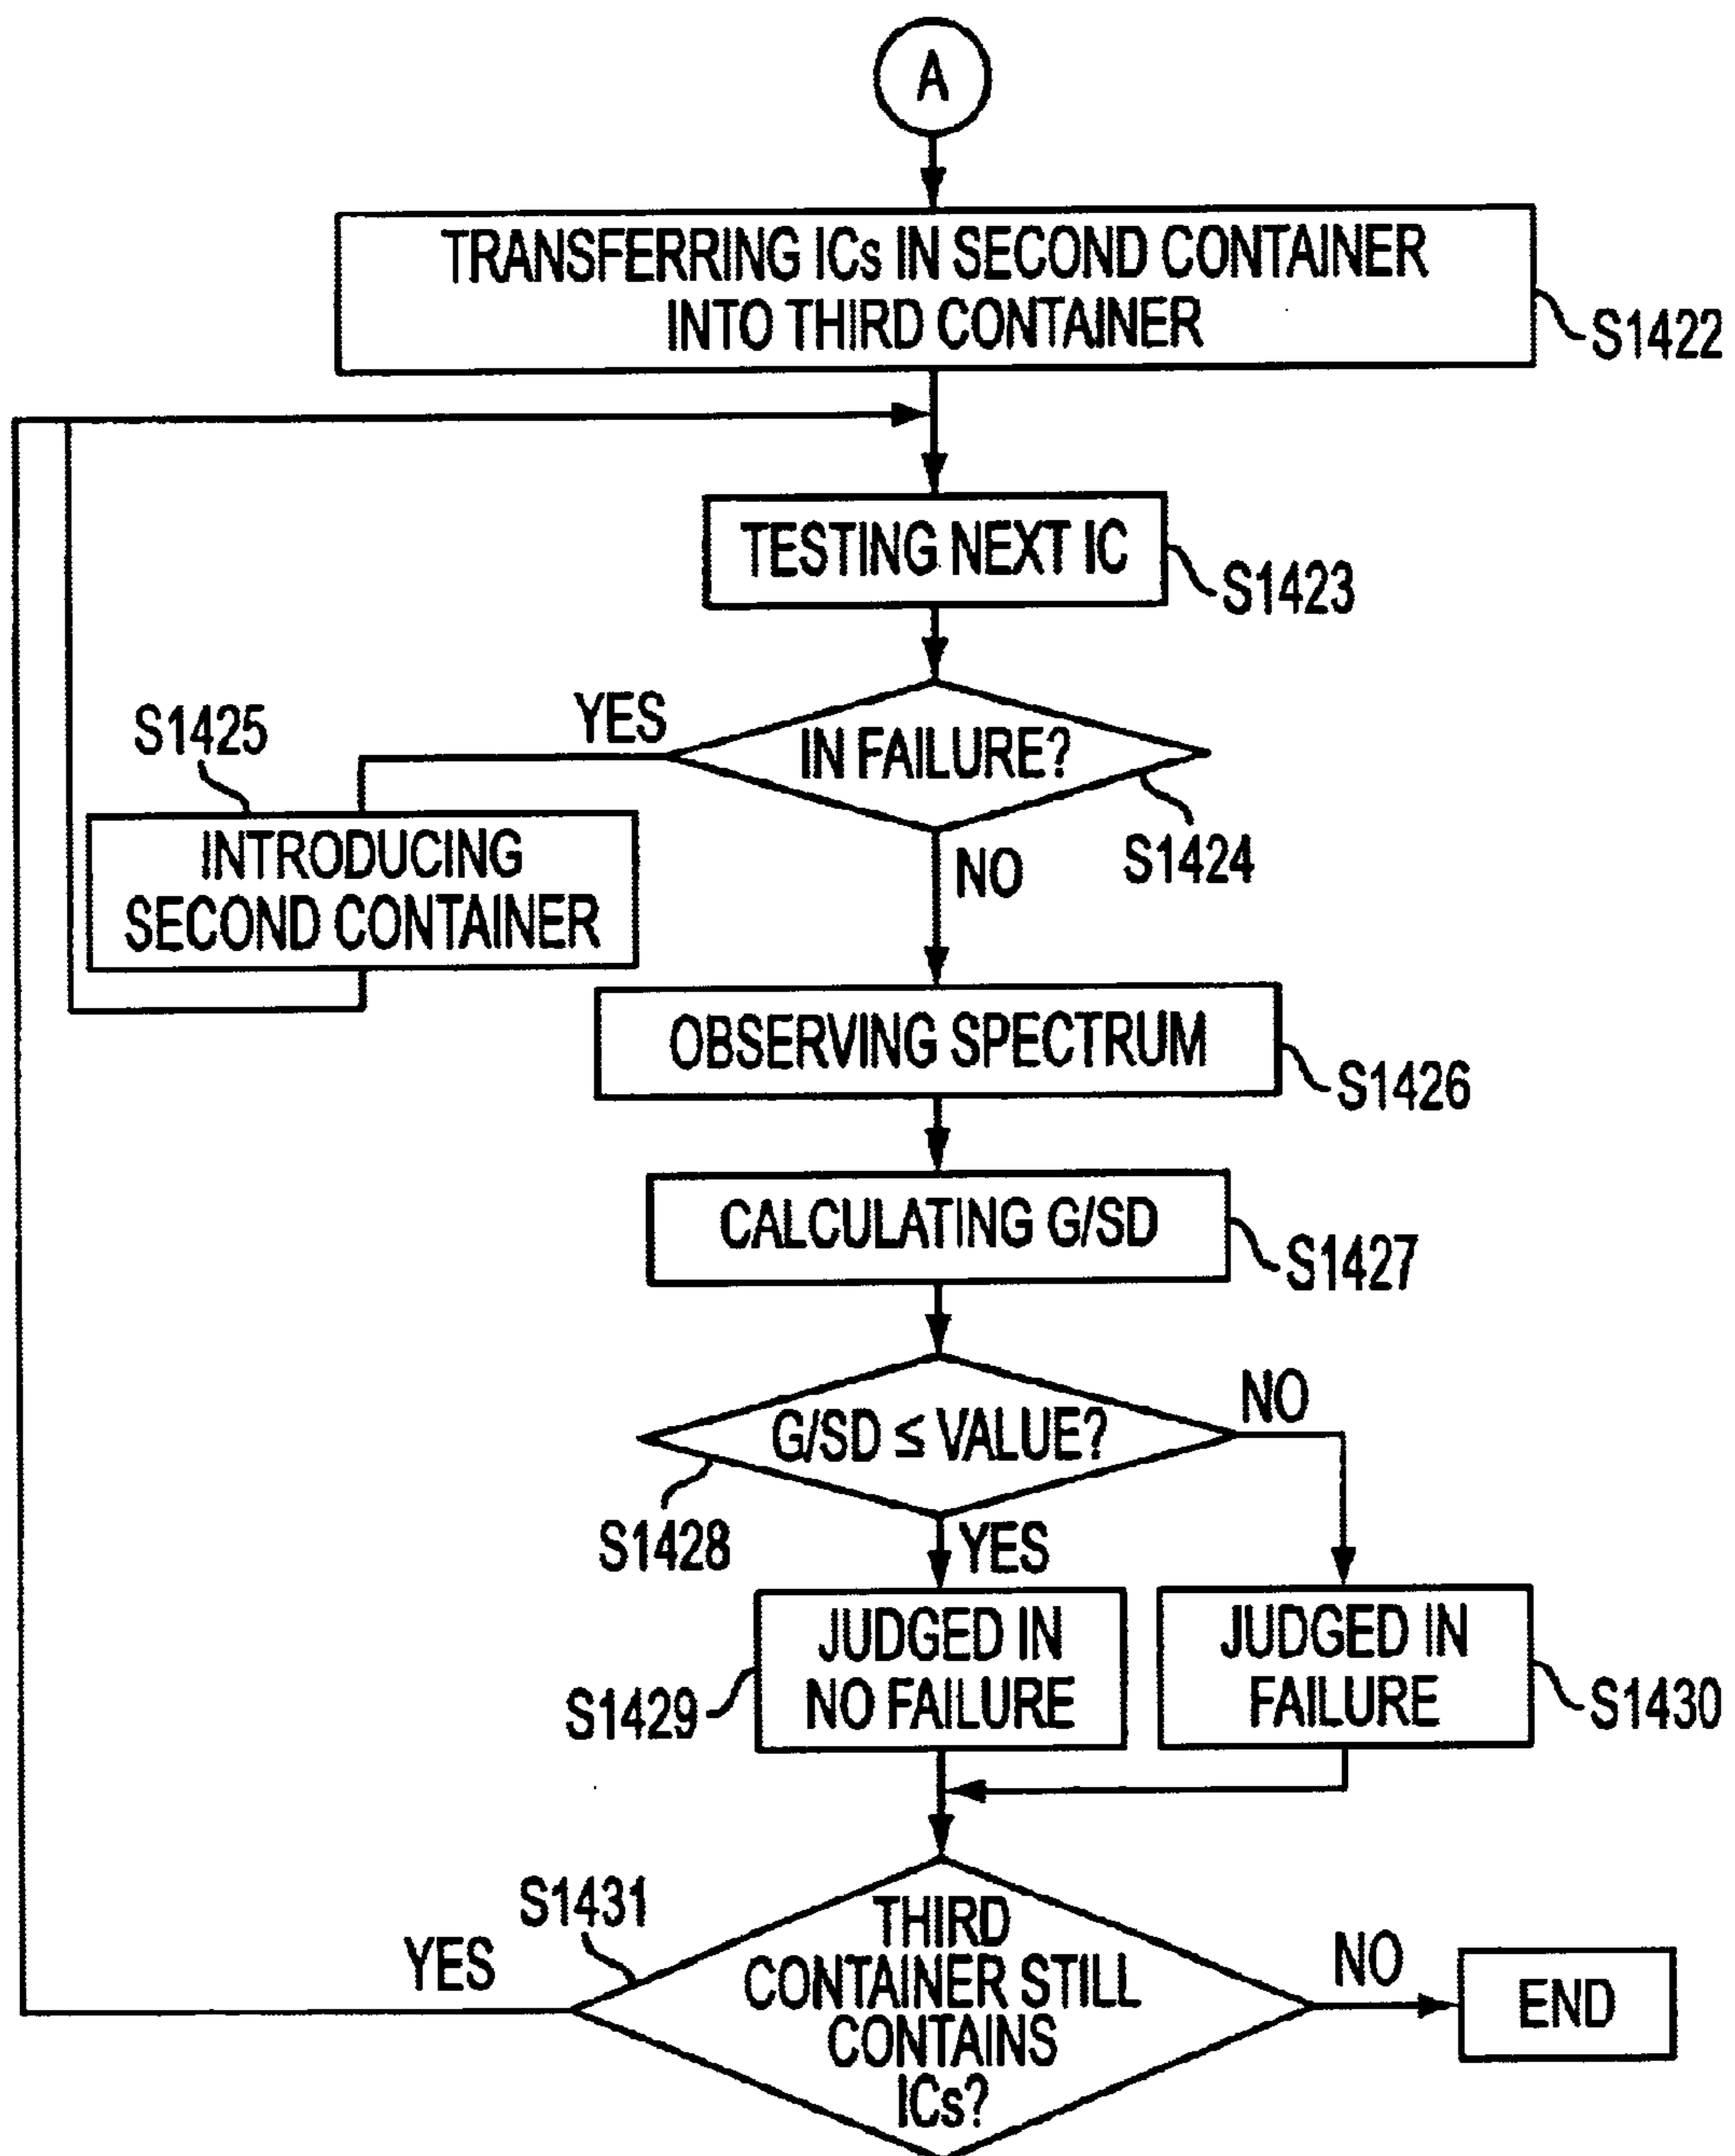 A
TRANSFERRING ICs IN SECOND CONTAINER
INTO THIRD CONTAINER
S1422
TESTING NEXT IC
S1423
YES
IN FAILURE?
S1424
NO
S1425
INTRODUCING
SECOND CONTAINER
OBSERVING SPECTRUM
S1426
CALCULATING G/SD
S1427
G/SD ≤ VALUE?
NO
S1428
YES
JUDGED IN
NO FAILURE
S1429
JUDGED IN
FAILURE
S1430
S1431
YES
THIRD
CONTAINER STILL
CONTAINS
ICs?
NO
END